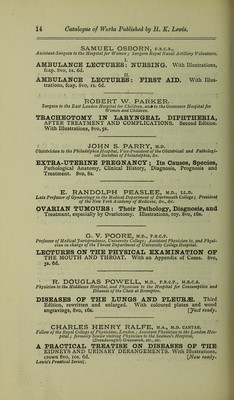 14 Catalogue of Works Published by H. K. Lewis.
SAMUEL OSBORN, F.R.C.S.,
Assistant-Surgeon to the Hospital for Women; Surgeon Royal Naval Artillery Volunteers.
AMBULANCE LECTURES: NURSING. With Illustrations,
fcap. 8vo, 1s. 6d.
AMBULANCE LECTURES: FIRST AID. With Illus-
trations, fcap. 8vo, 1s. 6d.
ROBERT W. PARKER.
Surgeon to the East London Hospital for Children, and to the Grosvenor Hospital for
Women and Children.
TRACHEOTOMY IN LARYNGEAL DIPHTHERIA,
AFTER TREATMENT AND COMPLICATIONS. Second Edition.
With Illustrations, 8vo, 5s.
JOHN S. PARRY, M.D.
Obstetrician to the Philadelphia Hospital, Vice-President of the Obstetrical and Pathologi-
cal Societies of Philadelphia, &c.
EXTRA-UTERINE PREGNANCY; Its Causes, Species,
Pathological Anatomy, Clinical History, Diagnosis, Prognosis and
Treatment. 8vo, 8s.
E. RANDOLPH PEASLEE, M.D., LL.D.
Late Professor of Gynæcology in the Medical Department of Dartmouth College; President
of the New York Academy of Medicine, &c., &c.
OVARIAN TUMOURS: Their Pathology, Diagnosis, and
Treatment, especially by Ovariotomy. Illustrations, roy. 8vo, 16s.
G. V. POORE, M.D., F.R.C.P.
Professor of Medical Jurisprudence, University College; Assistant Physician to, and Physi-
cian in charge of the Throat Department of University College Hospital.
LECTURES ON THE PHYSICAL EXAMINATION OF
THE MOUTH AND THROAT. With an Appendix of Cases. 8vo,
3s. 6d.
R. DOUGLAS POWELL, M.D., F.R.C.P., M.R.C.S.
Physician to the Middlesex Hospital, and Physician to the Hospital for Consumption and
Diseases of the Chest at Brompton.
DISEASES OF THE LUNGS AND PLEURÆ. Third
Edition, rewritten and enlarged. With coloured plates and wood
engravings, 8vo, 16s. [Just ready.
CHARLES HENRY RALFE, M.A., M.D. CANTAB.
Fellow of the Royal College of Physicians, London; Assistant Physician to the London Hos-
pital; formerly Senior Visiting Physician to the Seamen's Hospital,
(Dreadnought) Greenwich, etc., etc.
A PRACTICAL TREATISE ON DISEASES OF THE
KIDNEYS AND URINARY DERANGEMENTS. With Illustrations,
crown 8vo, 10s. 6d. [Now ready.
Lewis's Practical Series.